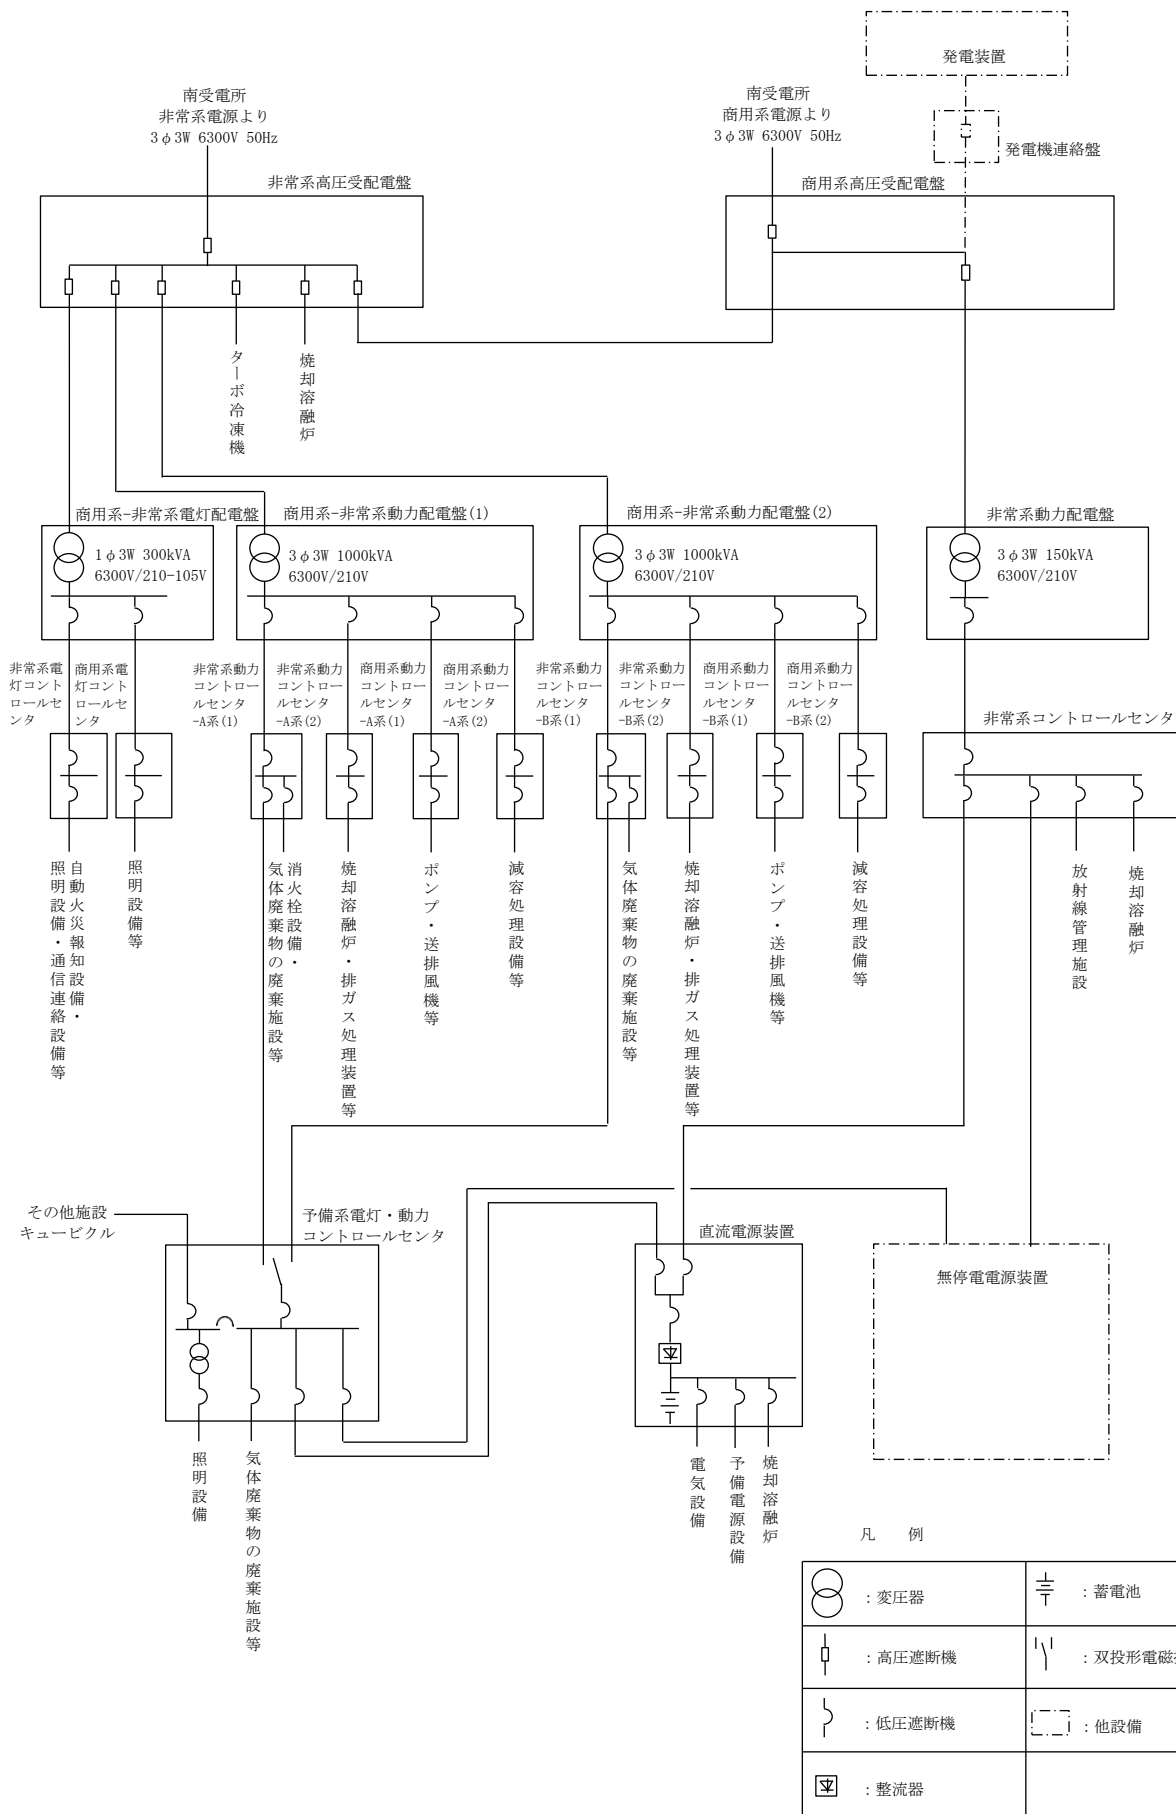 発電装置
南受電所
非常系電源より
3φ3W 6300V 50Hz
南受電所
商用系電源より
3φ3W 6300V 50Hz
発電機連絡盤
非常系高圧受配電盤
商用系高圧受配電盤
ターボ冷凍機
焼却溶融炉
商用系-非常系電灯配電盤
1φ3W 300kVA
6300V/210-105V
商用系-非常系動力配電盤(1)
3φ3W 1000kVA
6300V/210V
商用系-非常系動力配電盤(2)
3φ3W 1000kVA
6300V/210V
非常系動力配電盤
3φ3W 150kVA
6300V/210V
非常系電
灯コント
ロールセ
ンタ
商用系電
灯コント
ロールセ
ンタ
非常系動力
コントロー
ルセンタ
-A系(1)
非常系動力
コントロー
ルセンタ
-A系(2)
商用系動力
コントロー
ルセンタ
-A系(1)
商用系動力
コントロー
ルセンタ
-A系(2)
非常系動力
コントロー
ルセンタ
-B系(1)
非常系動力
コントロー
ルセンタ
-B系(2)
商用系動力
コントロー
ルセンタ
-B系(1)
商用系動力
コントロー
ルセンタ
-B系(2)
非常系コントロールセンタ
自動火災報知設備・
照明設備・通信連絡設備等
照明設備等
消火栓設備・
気体廃棄物の廃棄施設等
焼却溶融炉・排ガス処理装置等
ポンプ・送排風機等
減容処理設備等
気体廃棄物の廃棄施設等
焼却溶融炉・排ガス処理装置等
ポンプ・送排風機等
減容処理設備等
放射線管理施設
焼却溶融炉
その他施設
キュービクル
予備系電灯・動力
コントロールセンタ
直流電源装置
無停電電源装置
照明設備
気体廃棄物の廃棄施設等
電気設備
予備電源設備
焼却溶融炉
凡 例
：変圧器
：蓄電池
：高圧遮断機
：双投形電磁
：低圧遮断機
：他設備
：整流器